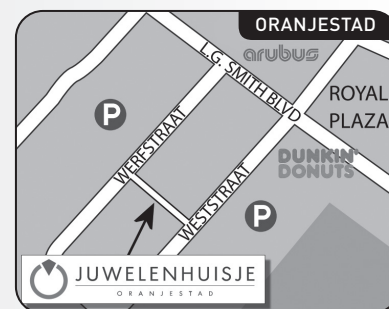 ORANJESTAD
arubus
L.G. SMITH BLVD
ROYAL
PLAZA
P
WERFSTRAAT
DUNKIN'
DONUTS
WESTSTRAAT
P
JUWELENHUISJE
ORANJESTAD